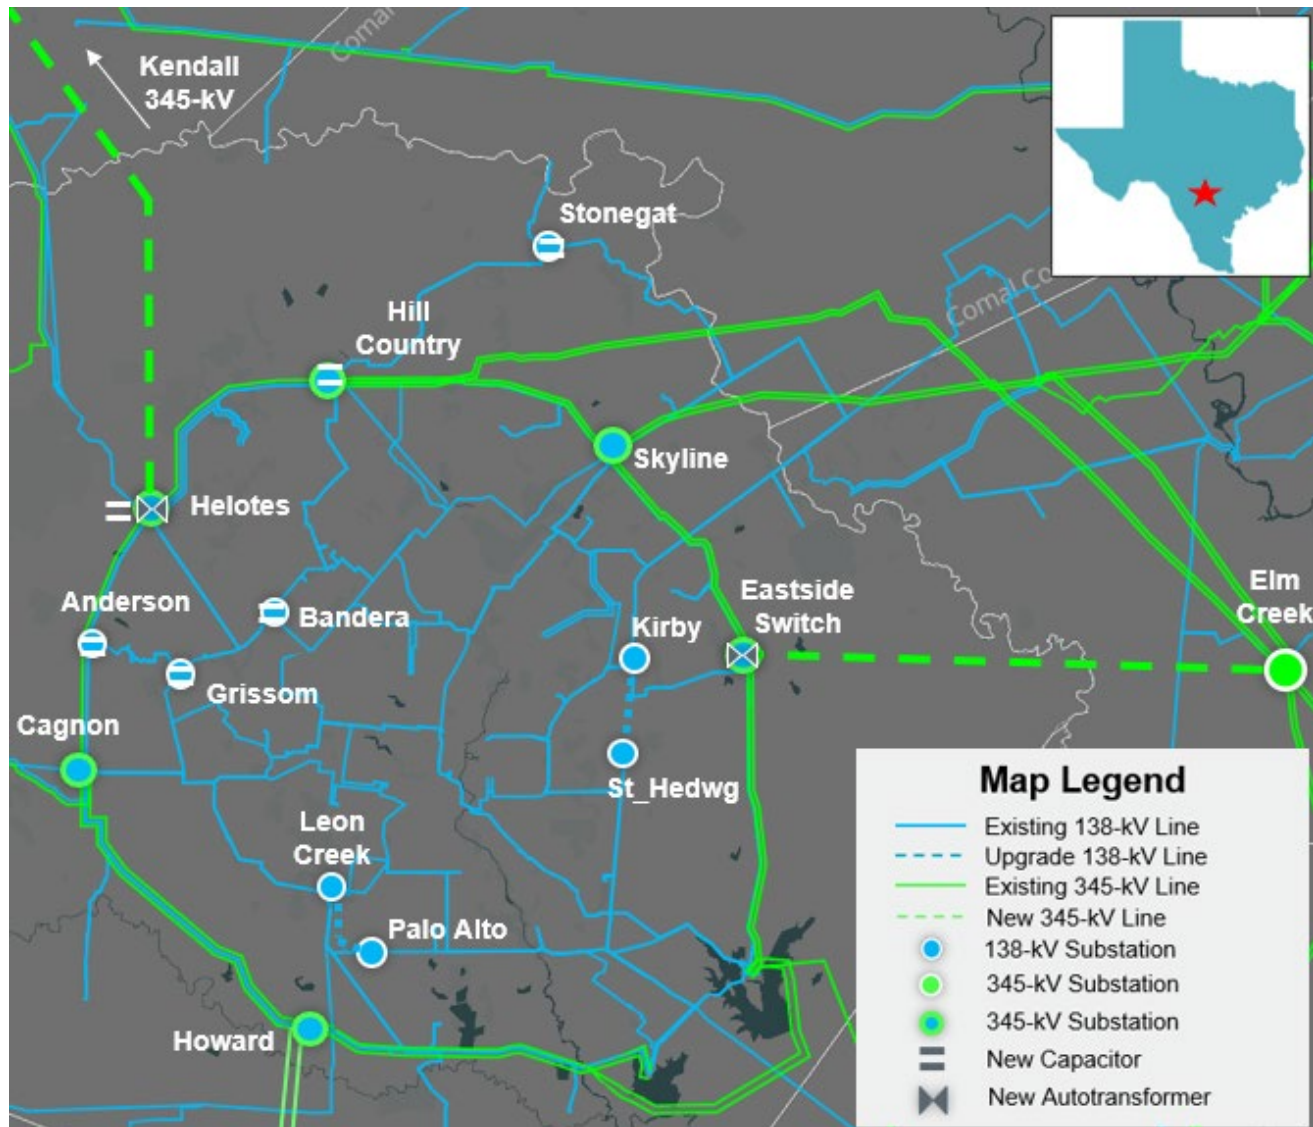 Comal Co
Kendall
345-kV
Stonegat
Comal Co
Hill
Country
Skyline
Helotes
Anderson
Bandera
Eastside
Switch
Elm
Creek
Kirby
Grissom
Cagnon
St_Hedwg
Leon
Creek
Palo Alto
Howard
Map Legend
Existing 138-kV Line
Upgrade 138-kV Line
Existing 345-kV Line
New 345-kV Line
138-kV Substation
345-kV Substation
345-kV Substation
New Capacitor
New Autotransformer